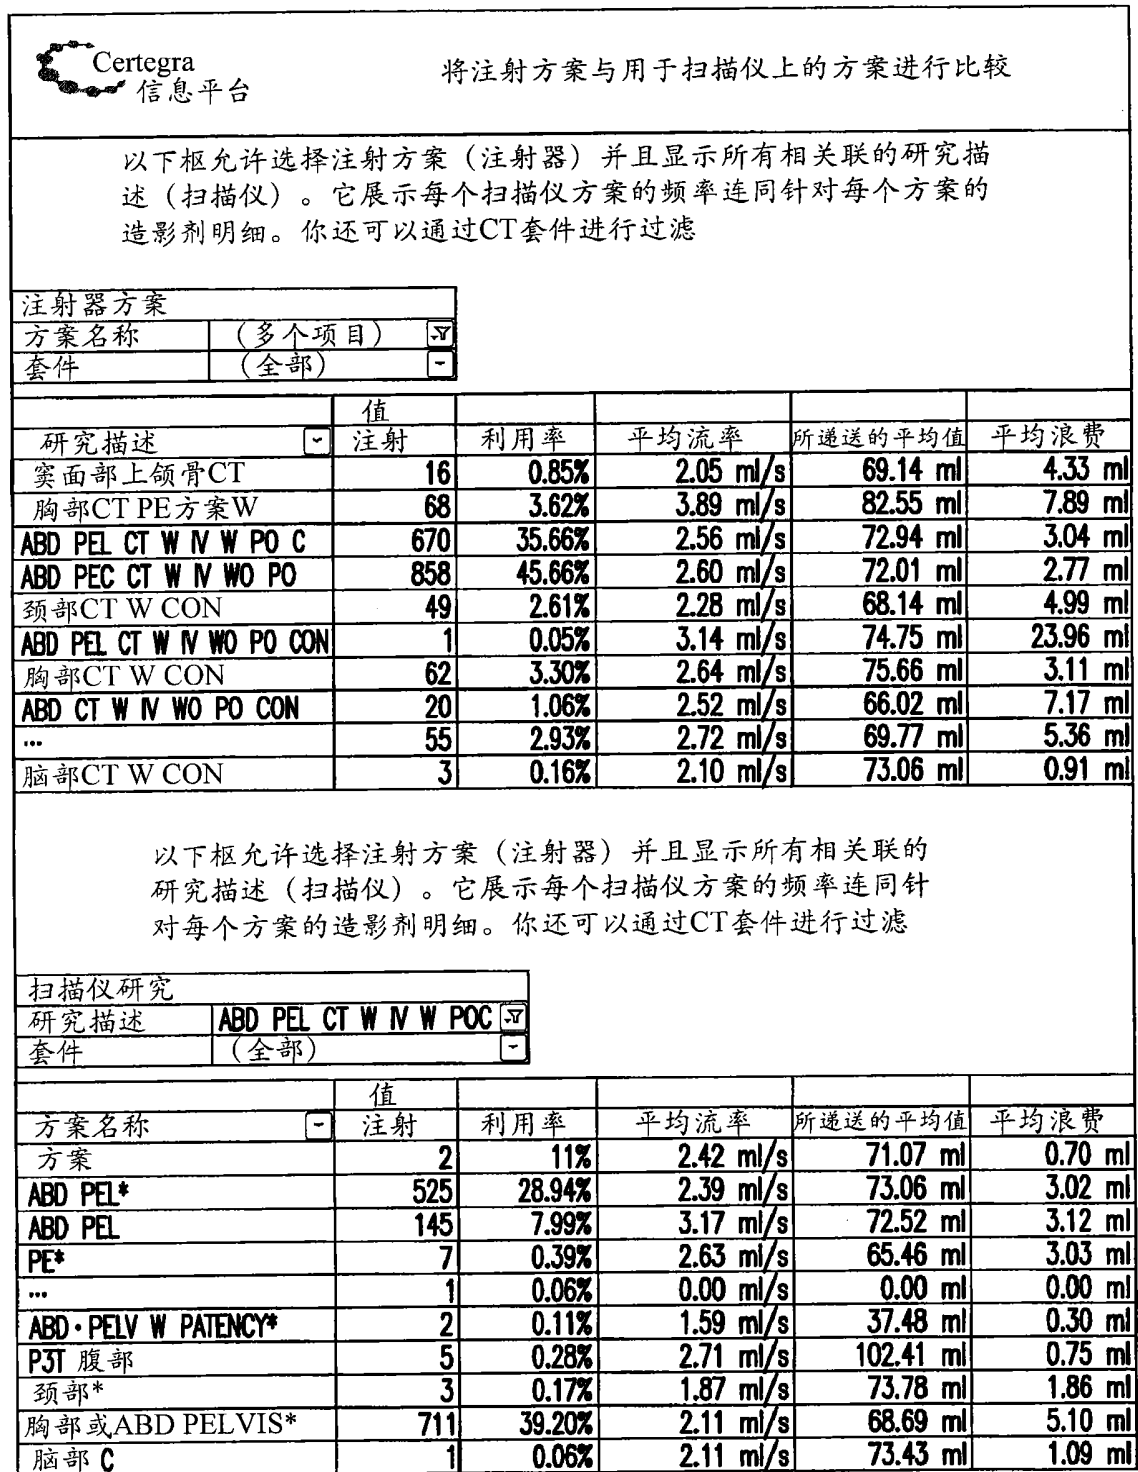 Certegra
信息平台
将注射方案与用于扫描仪上的方案进行比较
以下枢允许选择注射方案（注射器）并且显示所有相关联的研究描
述（扫描仪）。它展示每个扫描仪方案的频率连同针对每个方案的
造影剂明细。你还可以通过CT套件进行过滤
注射器方案
方案名称 （多个项目）
套件 （全部）
值
研究描述 注射 利用率 平均流率 所递送的平均值 平均浪费
窦面部上颌骨CT 16 0.85% 2.05 ml/s 69.14 ml 4.33 ml
胸部CT PE方案W 68 3.62% 3.89 ml/s 82.55 ml 7.89 ml
ABD PEL CT W IV W PO C 670 35.66% 2.56 ml/s 72.94 ml 3.04 ml
ABD PEC CT W IV WO PO 858 45.66% 2.60 ml/s 72.01 ml 2.77 ml
颈部CT W CON 49 2.61% 2.28 ml/s 68.14 ml 4.99 ml
ABD PEL CT W IV WO PO CON 1 0.05% 3.14 ml/s 74.75 ml 23.96 ml
胸部CT W CON 62 3.30% 2.64 ml/s 75.66 ml 3.11 ml
ABD CT W IV WO PO CON 20 1.06% 2.52 ml/s 66.02 ml 7.17 ml
... 55 2.93% 2.72 ml/s 69.77 ml 5.36 ml
脑部CT W CON 3 0.16% 2.10 ml/s 73.06 ml 0.91 ml
以下枢允许选择注射方案（注射器）并且显示所有相关联的
研究描述（扫描仪）。它展示每个扫描仪方案的频率连同针
对每个方案的造影剂明细。你还可以通过CT套件进行过滤
扫描仪研究
研究描述 ABD PEL CT W IV W POC
套件 （全部）
值
方案名称 注射 利用率 平均流率 所递送的平均值 平均浪费
方案 2 11% 2.42 ml/s 71.07 ml 0.70 ml
ABD PEL* 525 28.94% 2.39 ml/s 73.06 ml 3.02 ml
ABD PEL 145 7.99% 3.17 ml/s 72.52 ml 3.12 ml
PE* 7 0.39% 2.63 ml/s 65.46 ml 3.03 ml
... 1 0.06% 0.00 ml/s 0.00 ml 0.00 ml
ABD·PELV W PATENCY* 2 0.11% 1.59 ml/s 37.48 ml 0.30 ml
P3T 腹部 5 0.28% 2.71 ml/s 102.41 ml 0.75 ml
颈部* 3 0.17% 1.87 ml/s 73.78 ml 1.86 ml
胸部或ABD PELVIS* 711 39.20% 2.11 ml/s 68.69 ml 5.10 ml
脑部 C 1 0.06% 2.11 ml/s 73.43 ml 1.09 ml